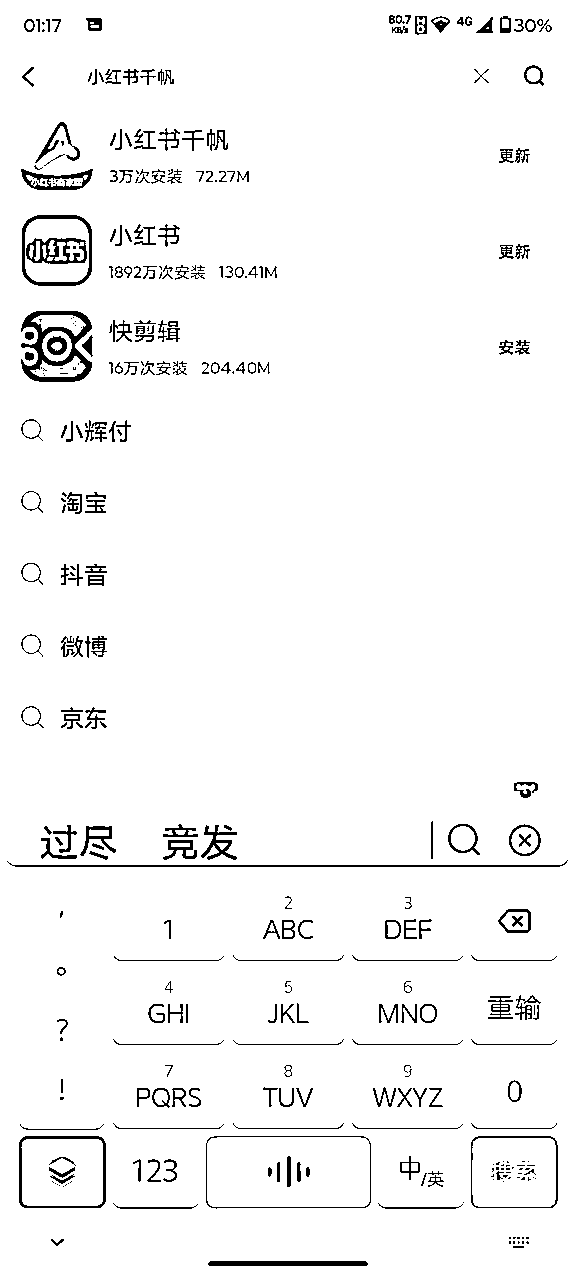 01:17 80.7 KB/s 4G 30%
小红书千帆
小红书千帆
3万次安装 72.27M
更新
小红书
小红书
1892万次安装 130.41M
更新
快剪辑
16万次安装 204.40M
安装
小辉付
淘宝
抖音
微博
京东
过尽 竞发
,
。
?
!
1
2
ABC
3
DEF
4
GHI
5
JKL
6
MNO
重输
7
PQRS
8
TUV
9
WXYZ
0
123
中/英
搜索